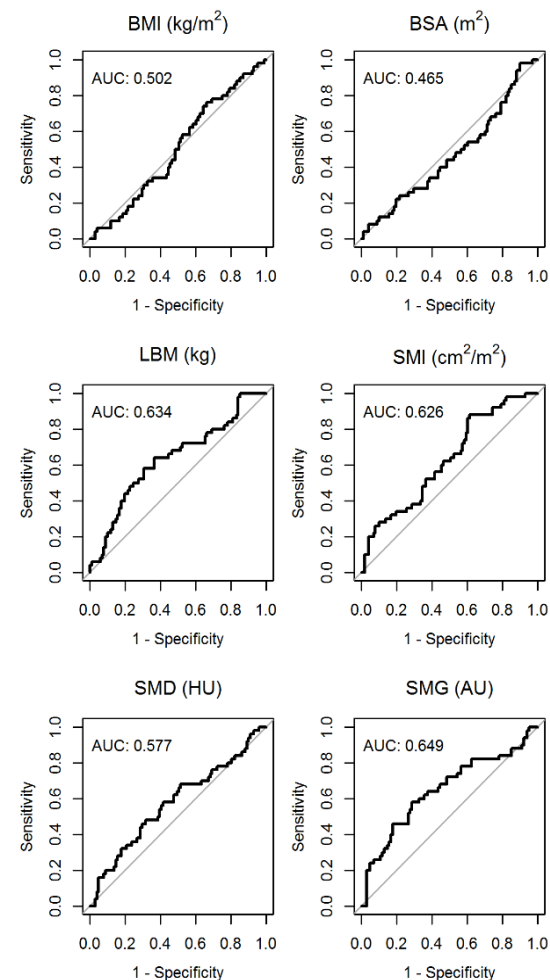 BMI (kg/m²)
AUC: 0.502
Sensitivity
0.0 0.2 0.4 0.6 0.8 1.0
0.0 0.2 0.4 0.6 0.8 1.0
1 - Specificity
BSA (m²)
AUC: 0.465
Sensitivity
0.0 0.2 0.4 0.6 0.8 1.0
0.0 0.2 0.4 0.6 0.8 1.0
1 - Specificity
LBM (kg)
AUC: 0.634
Sensitivity
0.0 0.2 0.4 0.6 0.8 1.0
0.0 0.2 0.4 0.6 0.8 1.0
1 - Specificity
SMI (cm²/m²)
AUC: 0.626
Sensitivity
0.0 0.2 0.4 0.6 0.8 1.0
0.0 0.2 0.4 0.6 0.8 1.0
1 - Specificity
SMD (HU)
AUC: 0.577
Sensitivity
0.0 0.2 0.4 0.6 0.8 1.0
0.0 0.2 0.4 0.6 0.8 1.0
1 - Specificity
SMG (AU)
AUC: 0.649
Sensitivity
0.0 0.2 0.4 0.6 0.8 1.0
0.0 0.2 0.4 0.6 0.8 1.0
1 - Specificity